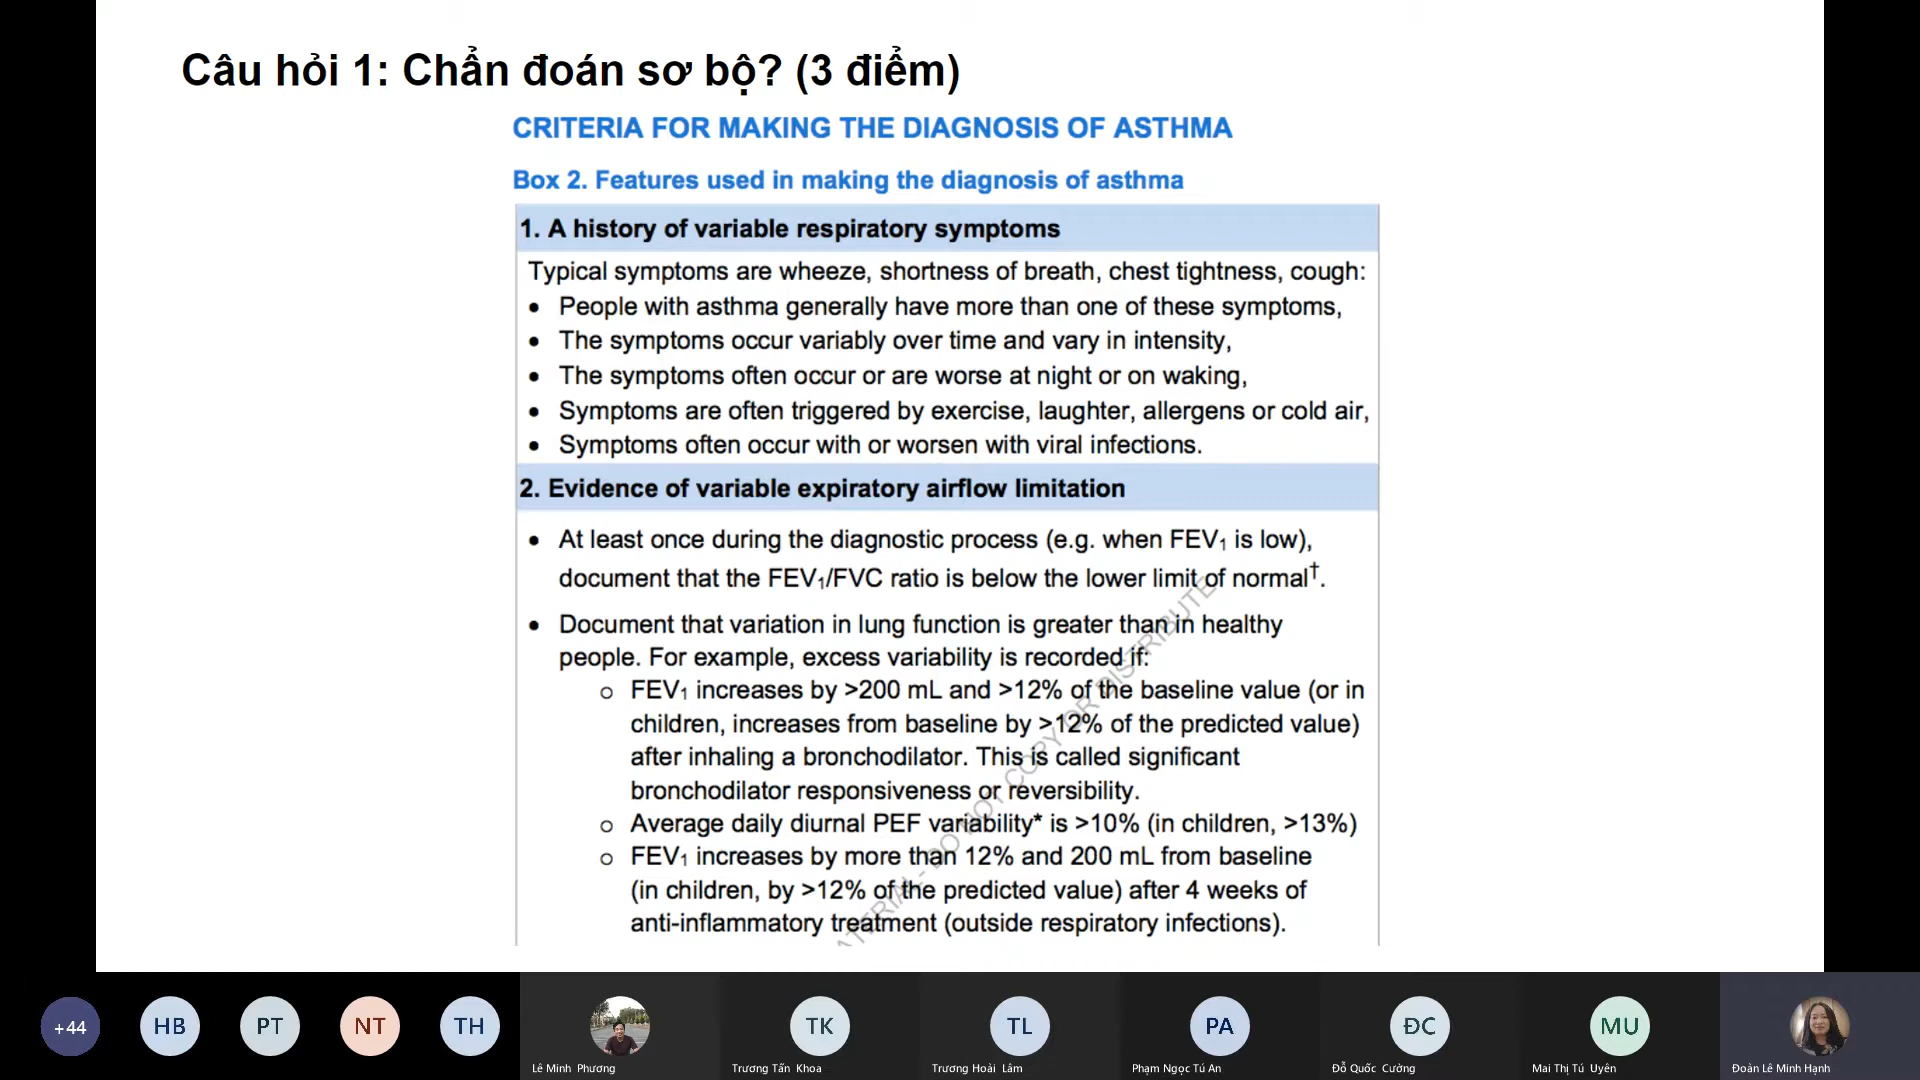 Câu hỏi 1: Chẩn đoán sơ bộ? (3 điểm)
CRITERIA FOR MAKING THE DIAGNOSIS OF ASTHMA
Box 2. Features used in making the diagnosis of asthma
1. A history of variable respiratory symptoms
Typical symptoms are wheeze, shortness of breath, chest tightness, cough:
• People with asthma generally have more than one of these symptoms,
• The symptoms occur variably over time and vary in intensity,
• The symptoms often occur or are worse at night or on waking,
• Symptoms are often triggered by exercise, laughter, allergens or cold air,
• Symptoms often occur with or worsen with viral infections.
2. Evidence of variable expiratory airflow limitation
• At least once during the diagnostic process (e.g. when FEV₁ is low),
document that the FEV₁/FVC ratio is below the lower limit of normal†.
• Document that variation in lung function is greater than in healthy
people. For example, excess variability is recorded if:
o FEV₁ increases by >200 mL and >12% of the baseline value (or in
children, increases from baseline by >12% of the predicted value)
after inhaling a bronchodilator. This is called significant
bronchodilator responsiveness or reversibility.
o Average daily diurnal PEF variability* is >10% (in children, >13%)
o FEV₁ increases by more than 12% and 200 mL from baseline
(in children, by >12% of the predicted value) after 4 weeks of
anti-inflammatory treatment (outside respiratory infections).
ATERIAL - DO NOT COPY OR DISTRIBUTE
+44 HB PT NT TH TK TL PA ĐC MU
Lê Minh Phương Trương Tấn Khoa Trương Hoài Lâm Phạm Ngọc Tú An Đỗ Quốc Cường Mai Thị Tú Uyên Đoàn Lê Minh Hạnh